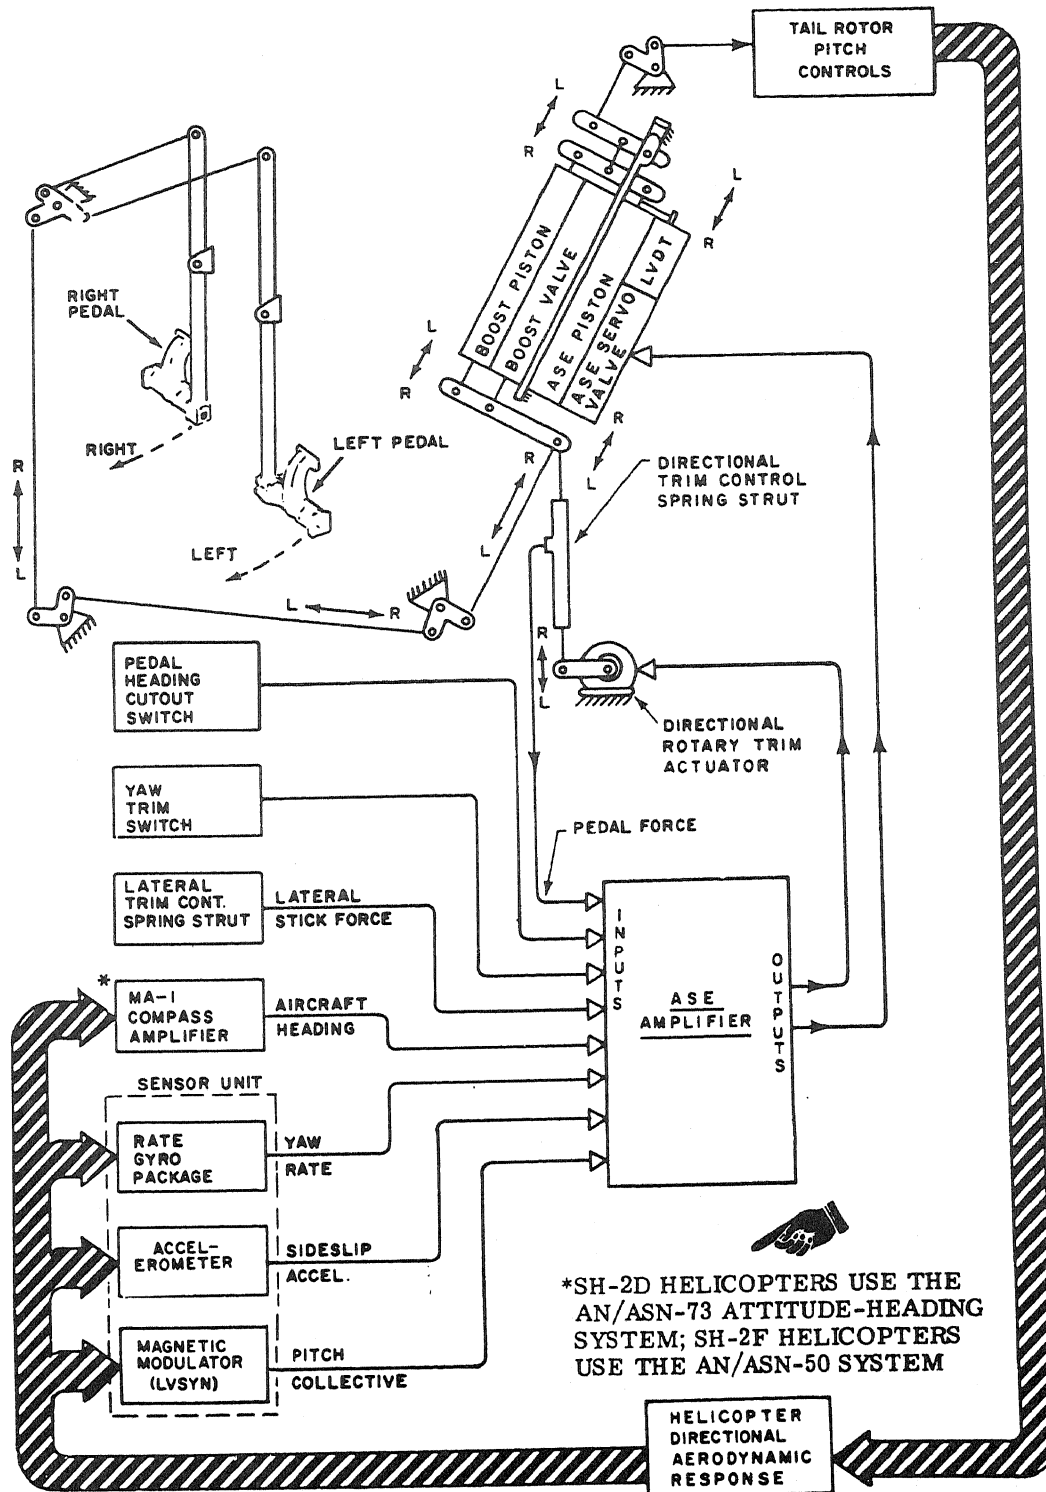 TAIL ROTOR
PITCH
CONTROLS
L
R
L
R
BOOST PISTON
BOOST VALVE
ASE PISTON
ASE SERVO
VALVE
LVDT
L
R
R
L
RIGHT
PEDAL
RIGHT
LEFT PEDAL
LEFT
R
L
R
L
DIRECTIONAL
TRIM CONTROL
SPRING STRUT
L
R
R
L
DIRECTIONAL
ROTARY TRIM
ACTUATOR
PEDAL
HEADING
CUTOUT
SWITCH
YAW
TRIM
SWITCH
PEDAL FORCE
LATERAL
TRIM CONT.
SPRING STRUT
LATERAL
STICK FORCE
*
MA-1
COMPASS
AMPLIFIER
AIRCRAFT
HEADING
INPUTS
ASE
AMPLIFIER
OUTPUTS
SENSOR UNIT
RATE
GYRO
PACKAGE
YAW
RATE
ACCEL-
EROMETER
SIDESLIP
ACCEL.
MAGNETIC
MODULATOR
(LVSYN)
PITCH
COLLECTIVE
*SH-2D HELICOPTERS USE THE
AN/ASN-73 ATTITUDE-HEADING
SYSTEM; SH-2F HELICOPTERS
USE THE AN/ASN-50 SYSTEM
HELICOPTER
DIRECTIONAL
AERODYNAMIC
RESPONSE